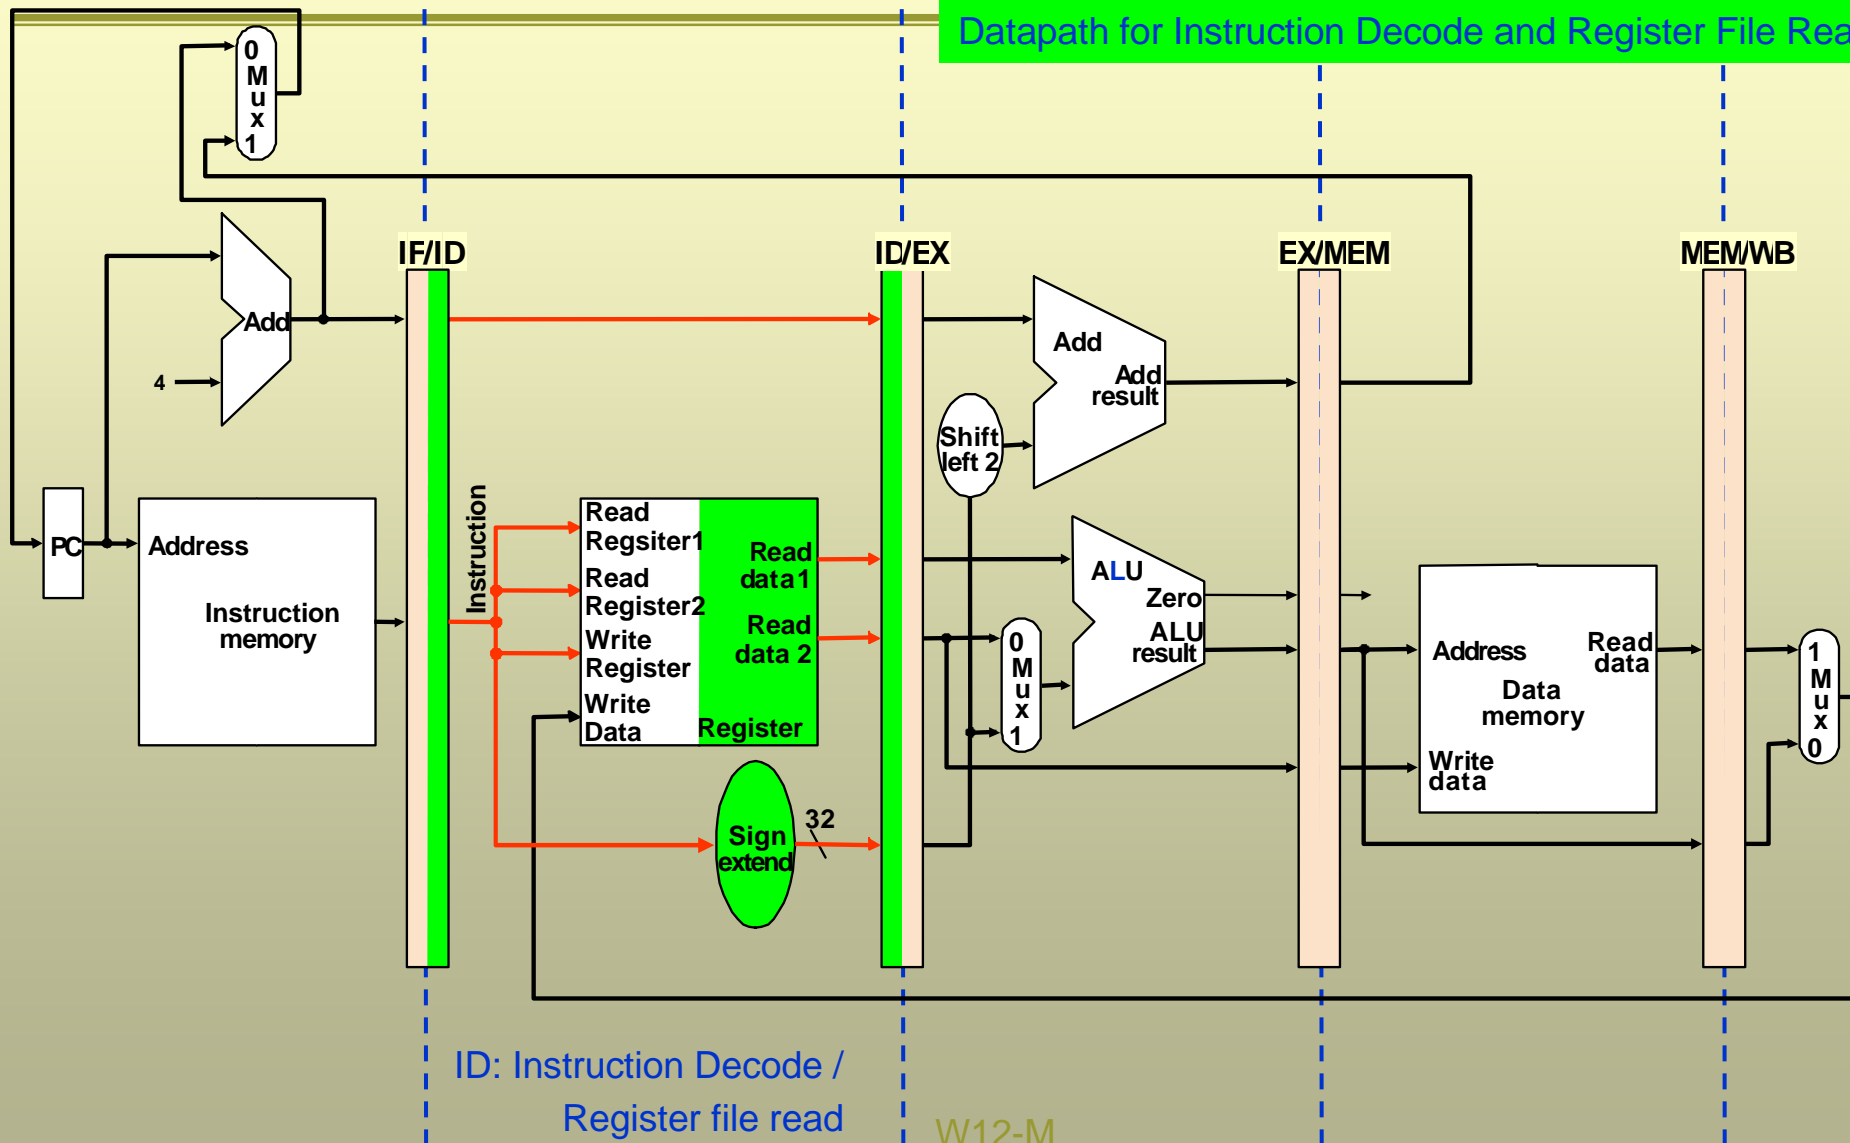 Datapath for Instruction Decode and Register File Rea
0
M
u
x
1
IF/ID
ID/EX
EX/MEM
MEM/WB
Add
4
Add
Add
result
Shift
left 2
PC
Address
Instruction
memory
Instruction
Read
Regsiter1
Read
Register2
Write
Register
Write
Data
Read
data1
Read
data 2
Register
Sign
extend
32
0
M
u
x
1
ALU
Zero
ALU
result
Address
Read
data
Data
memory
Write
data
1
M
u
x
0
ID: Instruction Decode /
Register file read
W12-M